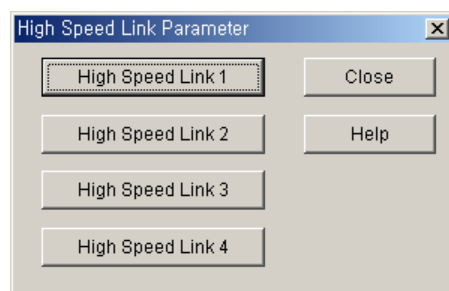 High Speed Link Parameter
High Speed Link 1
Close
High Speed Link 2
Help
High Speed Link 3
High Speed Link 4